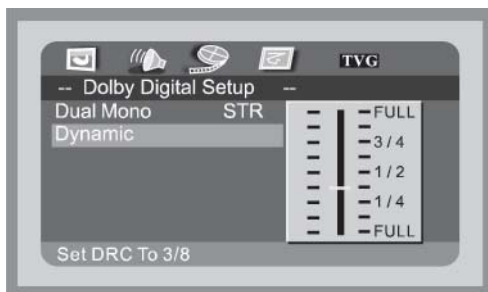 TVG
-- Dolby Digital Setup --
Dual Mono STR
Dynamic
FULL
3/4
1/2
1/4
FULL
Set DRC To 3/8